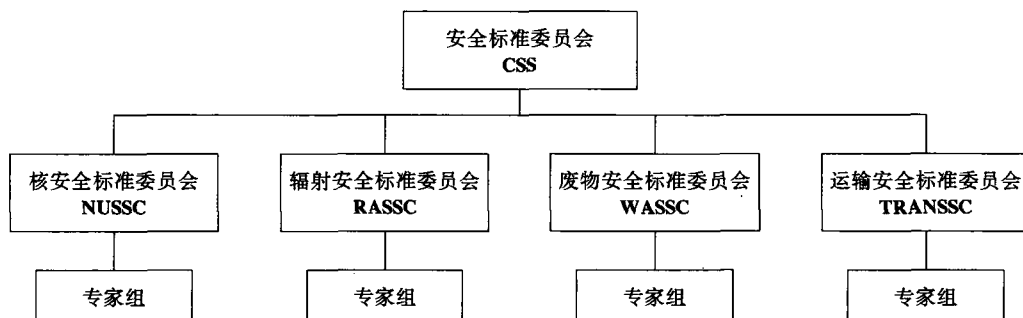 安全标准委员会
CSS
核安全标准委员会
NUSSC
辐射安全标准委员会
RASSC
废物安全标准委员会
WASSC
运输安全标准委员会
TRANSSC
专家组
专家组
专家组
专家组